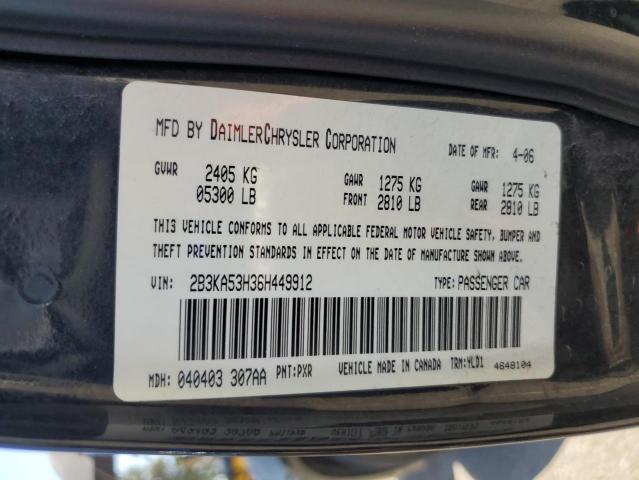 MFD BY DAIMLERCHRYSLER CORPORATION DATE OF MFR: 4-06
GVWR 2405 KG GAWR 1275 KG GAWR 1275 KG
05300 LB FRONT 2810 LB REAR 2810 LB
THIS VEHICLE CONFORMS TO ALL APPLICABLE FEDERAL MOTOR VEHICLE SAFETY, BUMPER AND
THEFT PREVENTION STANDARDS IN EFFECT ON THE DATE OF MANUFACTURE SHOWN ABOVE.
VIN: 2B3KA53H36H449912 TYPE: PASSENGER CAR
MDH: 040403 307AA PNT: PXR VEHICLE MADE IN CANADA TRM: YLD1 4648104